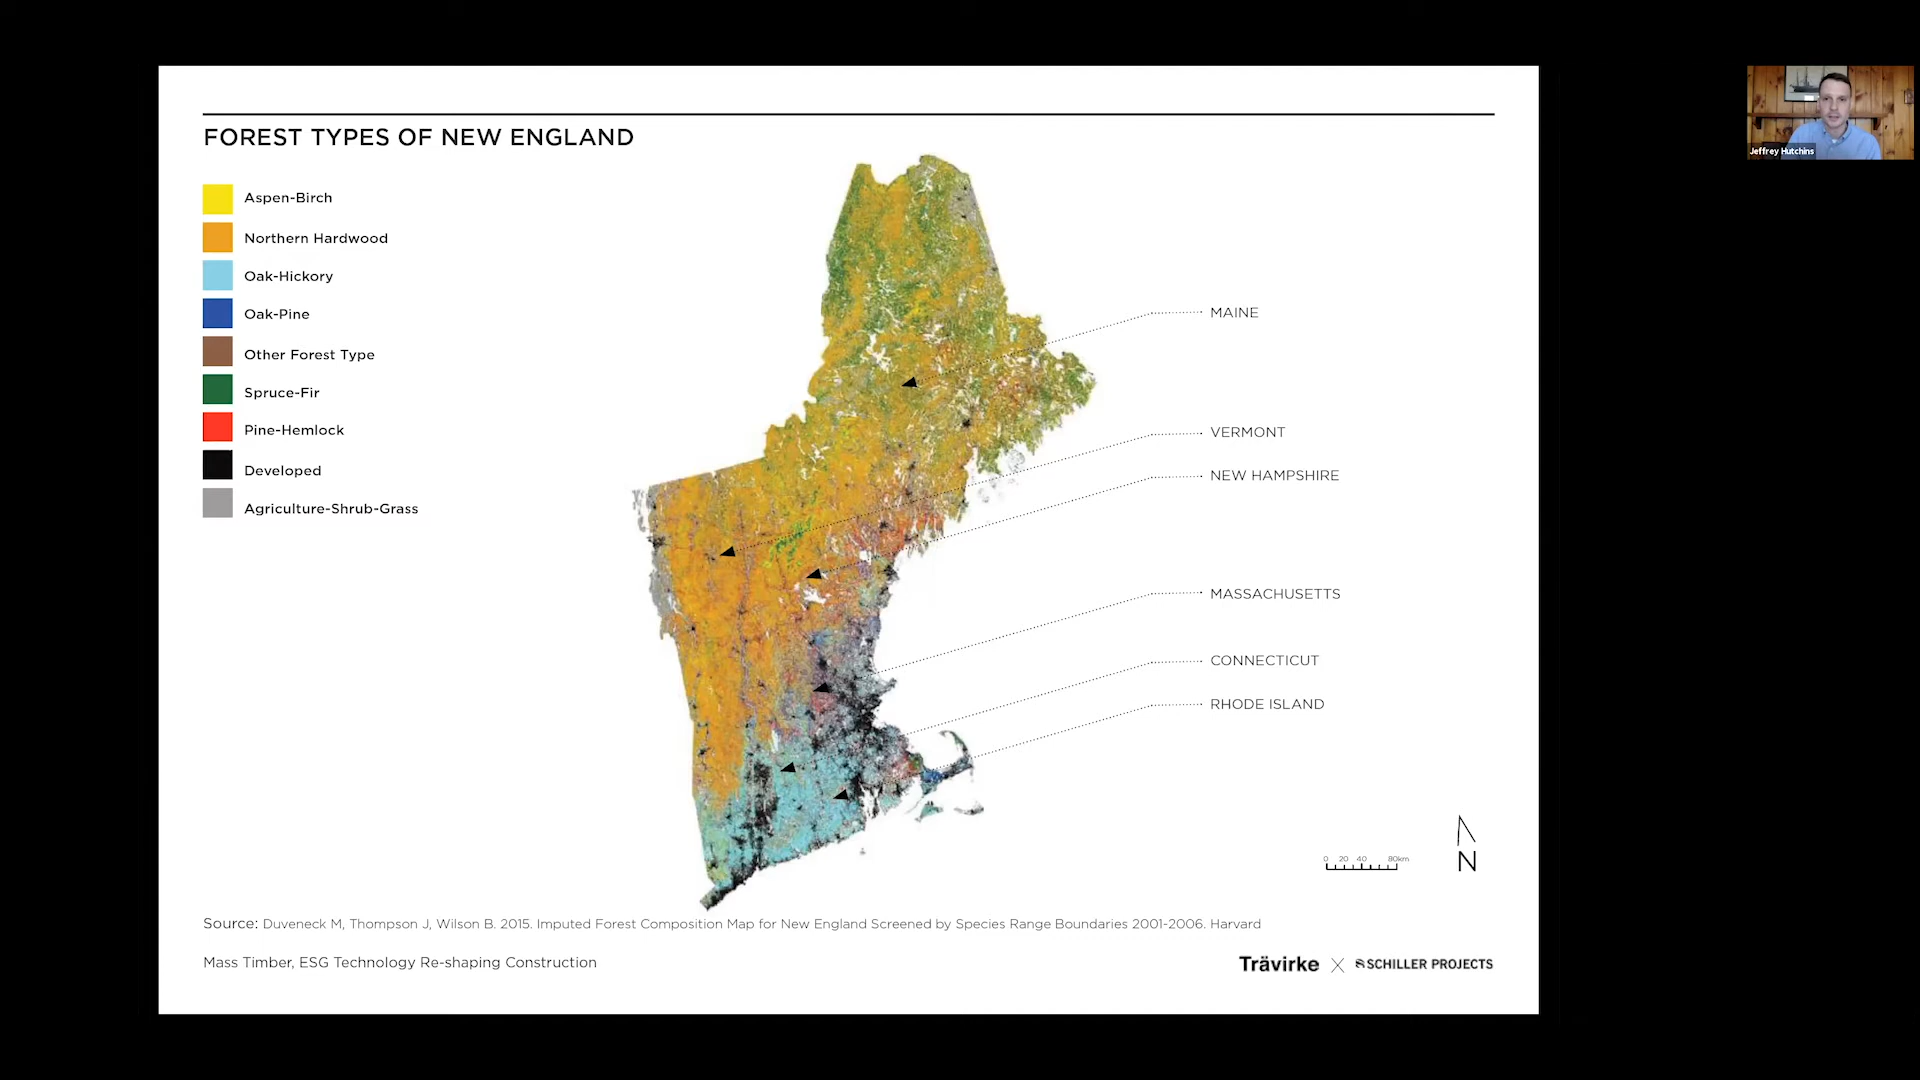 FOREST TYPES OF NEW ENGLAND
Aspen-Birch
Northern Hardwood
Oak-Hickory
Oak-Pine
Other Forest Type
Spruce-Fir
Pine-Hemlock
Developed
Agriculture-Shrub-Grass
MAINE
VERMONT
NEW HAMPSHIRE
MASSACHUSETTS
CONNECTICUT
RHODE ISLAND
0 20 40 80km
N
Source: Duveneck M, Thompson J, Wilson B. 2015. Imputed Forest Composition Map for New England Screened by Species Range Boundaries 2001-2006. Harvard
Mass Timber, ESG Technology Re-shaping Construction
Trävirke X SCHILLER PROJECTS
Jeffrey Hutchins